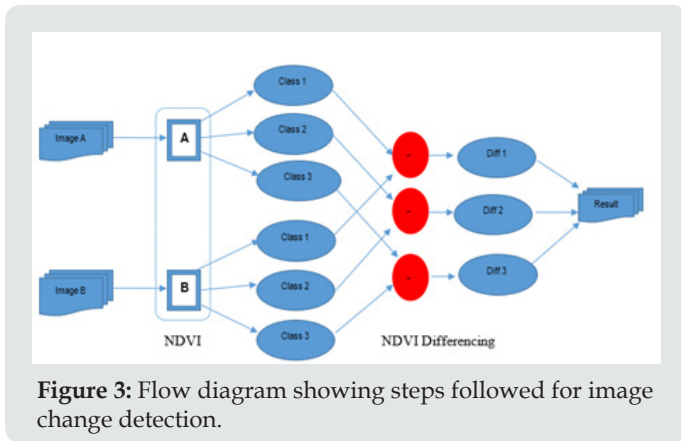 Class 1
Class 2
Class 3
Image A
A
Diff 1
Diff 2
Diff 3
Result
Class 1
Class 2
Class 3
Image B
B
-
-
-
NDVI
NDVI Differencing
Figure 3: Flow diagram showing steps followed for image
change detection.